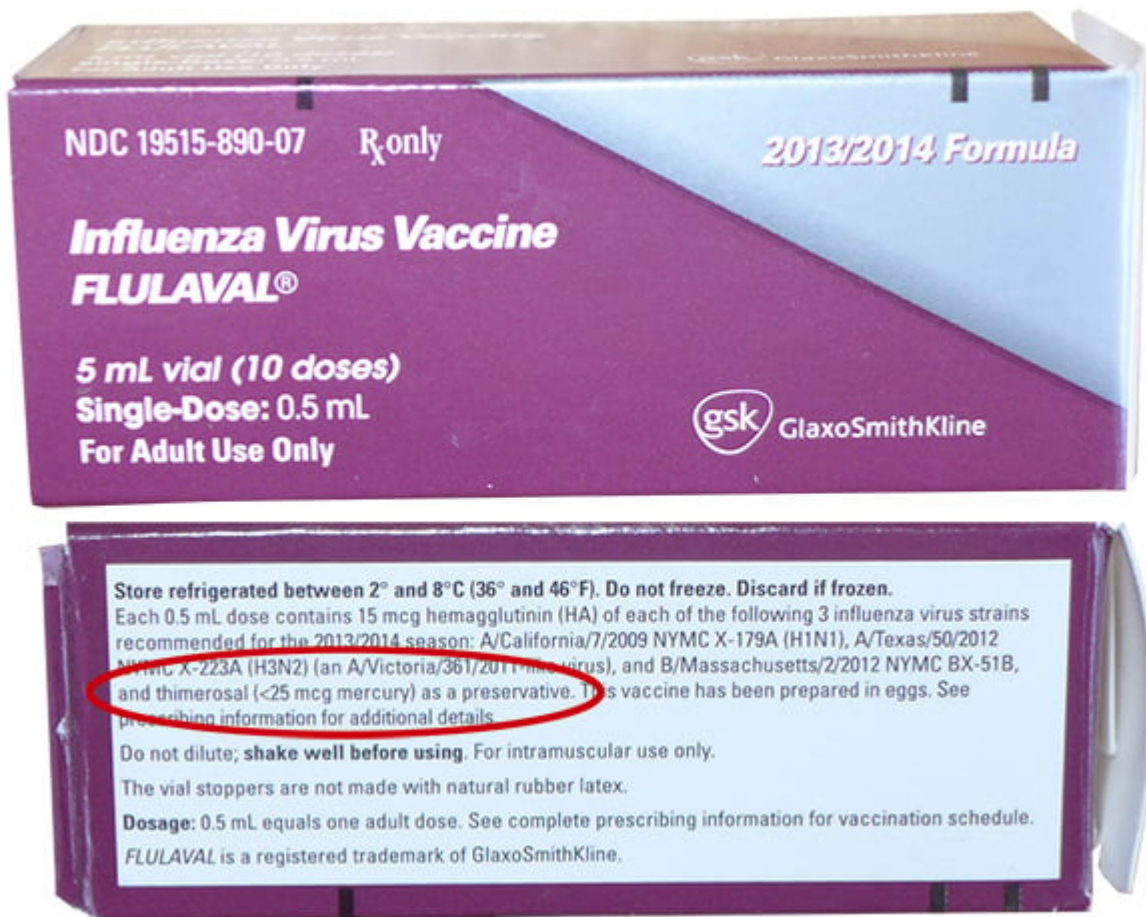 gsk GlaxoSmithKline
For Adult Use Only
NDC 19515-890-07 Rx only
2013/2014 Formula
Influenza Virus Vaccine
FLULAVAL®
5 mL vial (10 doses)
Single-Dose: 0.5 mL
For Adult Use Only
gsk GlaxoSmithKline
Store refrigerated between 2° and 8°C (36° and 46°F). Do not freeze. Discard if frozen.
Each 0.5 mL dose contains 15 mcg hemagglutinin (HA) of each of the following 3 influenza virus strains
recommended for the 2013/2014 season: A/California/7/2009 NYMC X-179A (H1N1), A/Texas/50/2012
NYMC X-223A (H3N2) (an A/Victoria/361/2011-like virus), and B/Massachusetts/2/2012 NYMC BX-51B,
and thimerosal (<25 mcg mercury) as a preservative. This vaccine has been prepared in eggs. See
prescribing information for additional details.
Do not dilute; shake well before using. For intramuscular use only.
The vial stoppers are not made with natural rubber latex.
Dosage: 0.5 mL equals one adult dose. See complete prescribing information for vaccination schedule.
FLULAVAL is a registered trademark of GlaxoSmithKline.